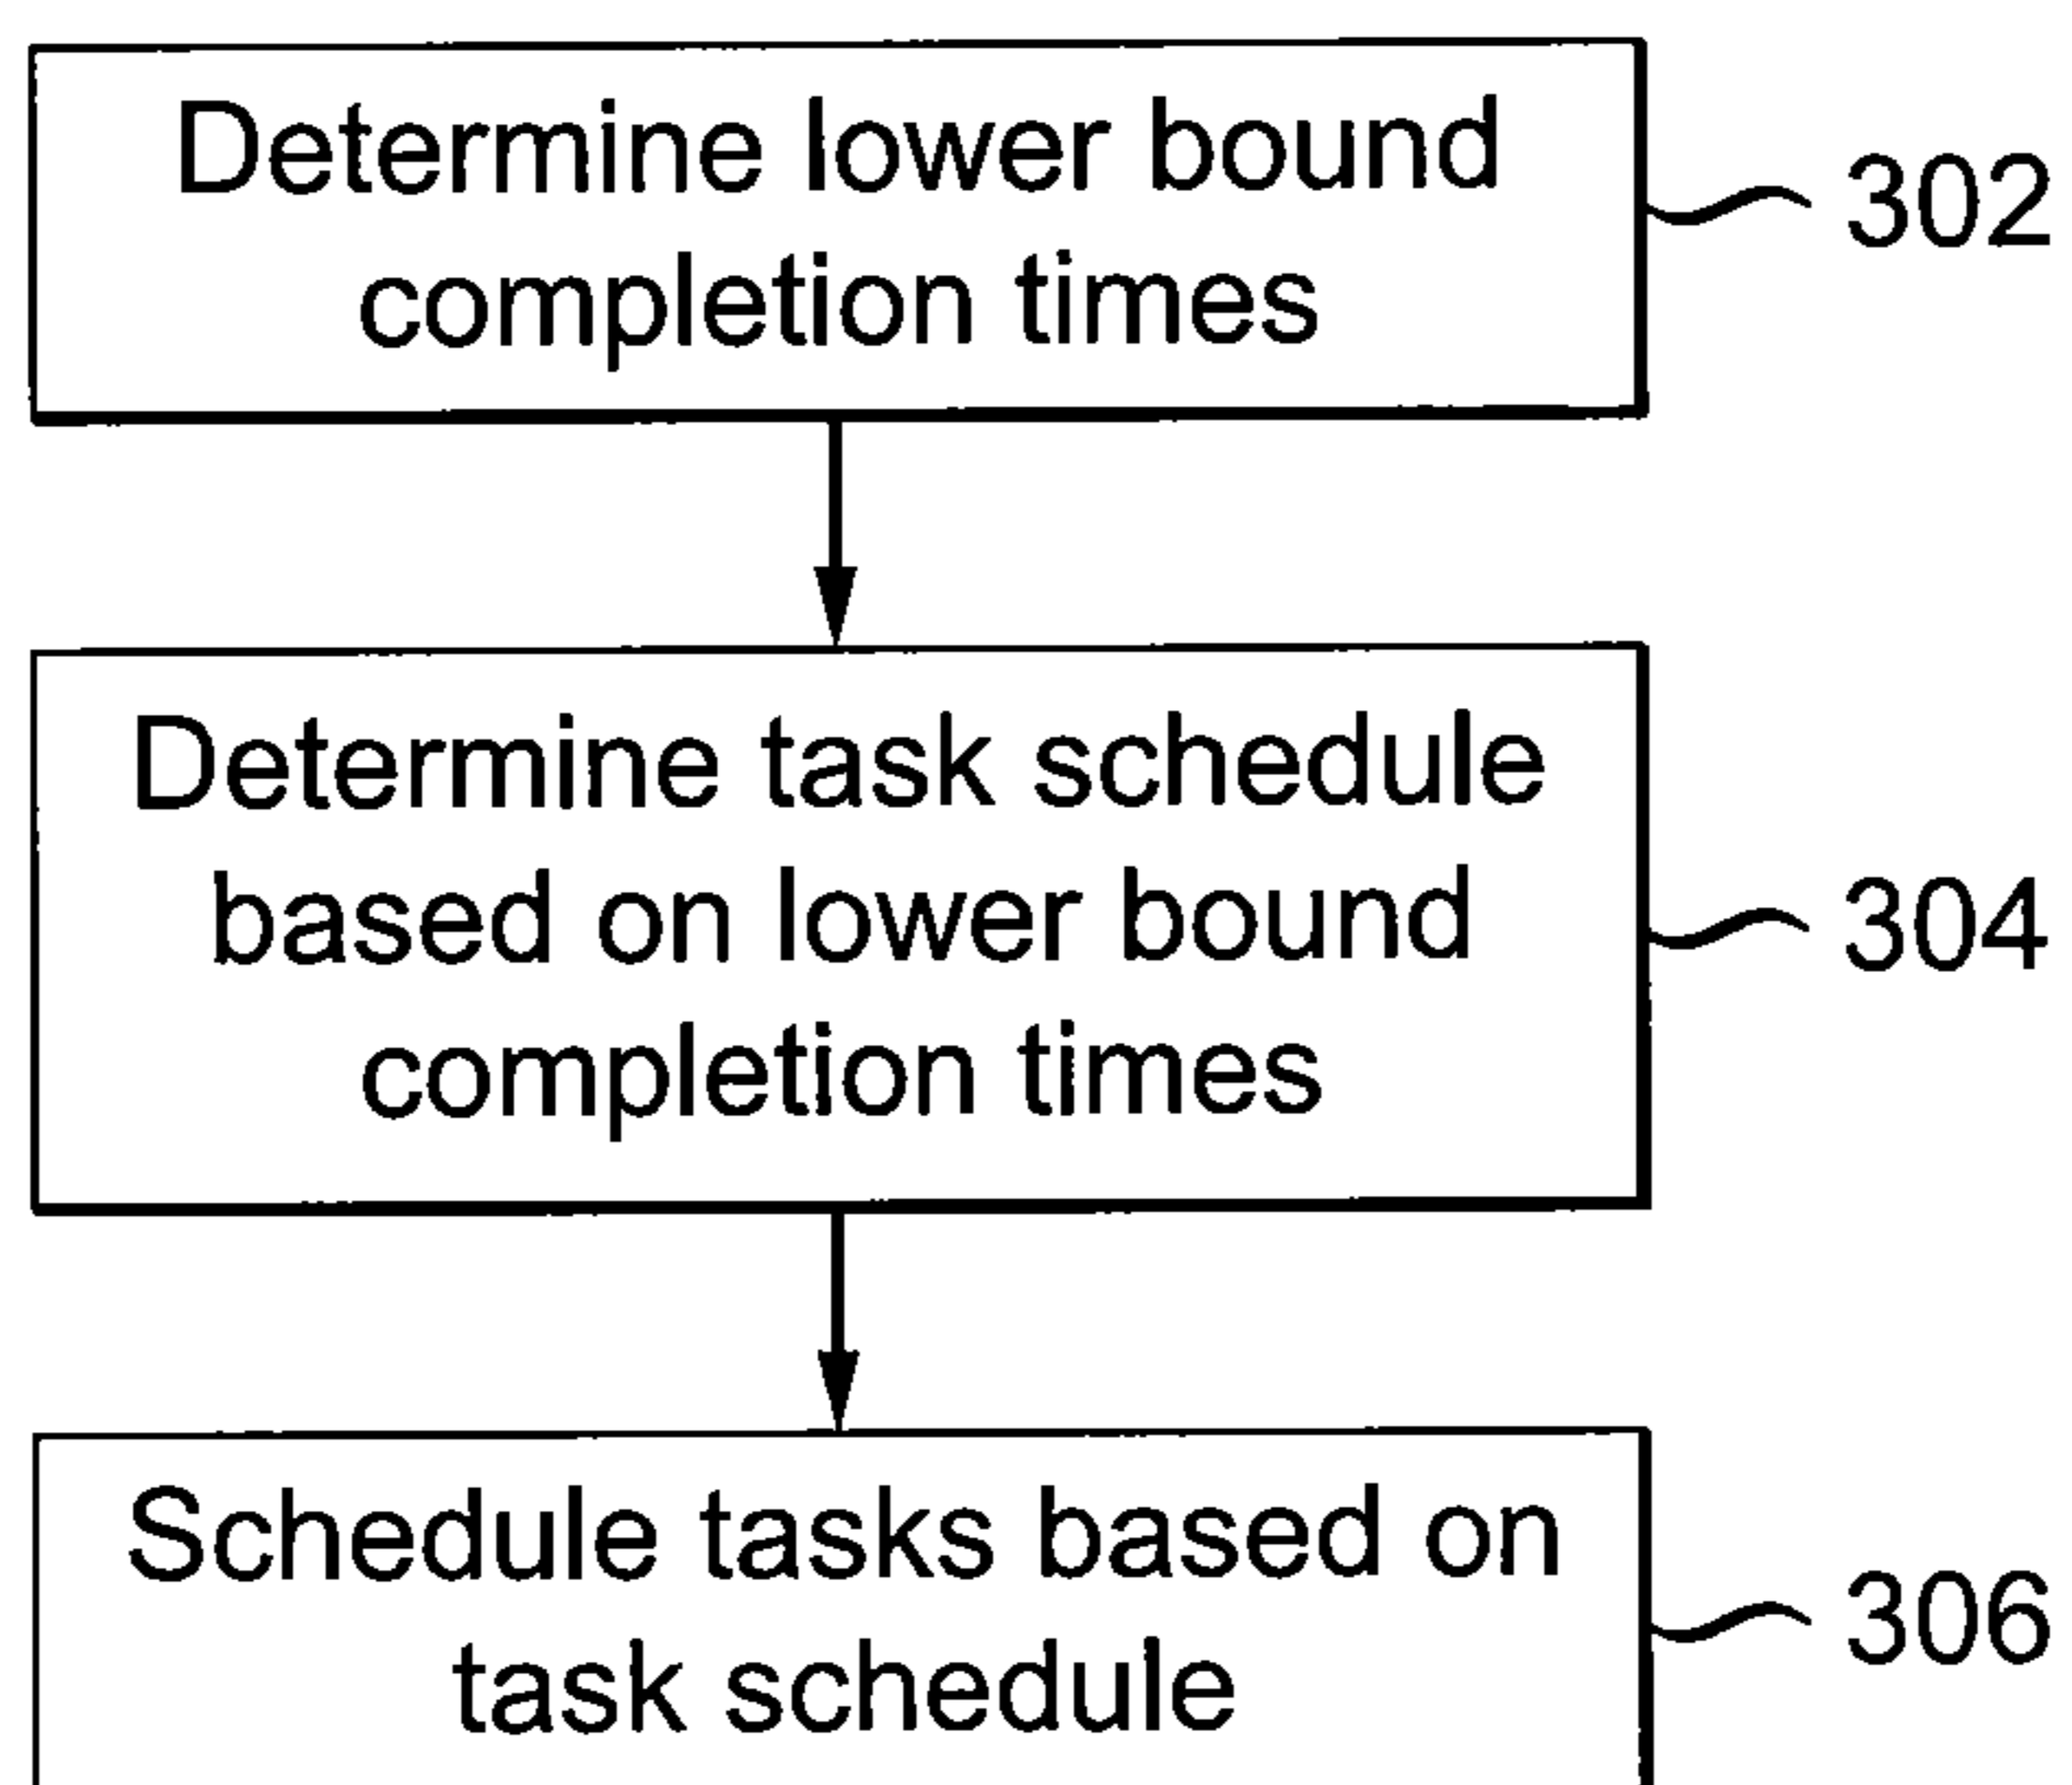 Determine lower bound
completion times
302
Determine task schedule
based on lower bound
completion times
304
Schedule tasks based on
task schedule
306